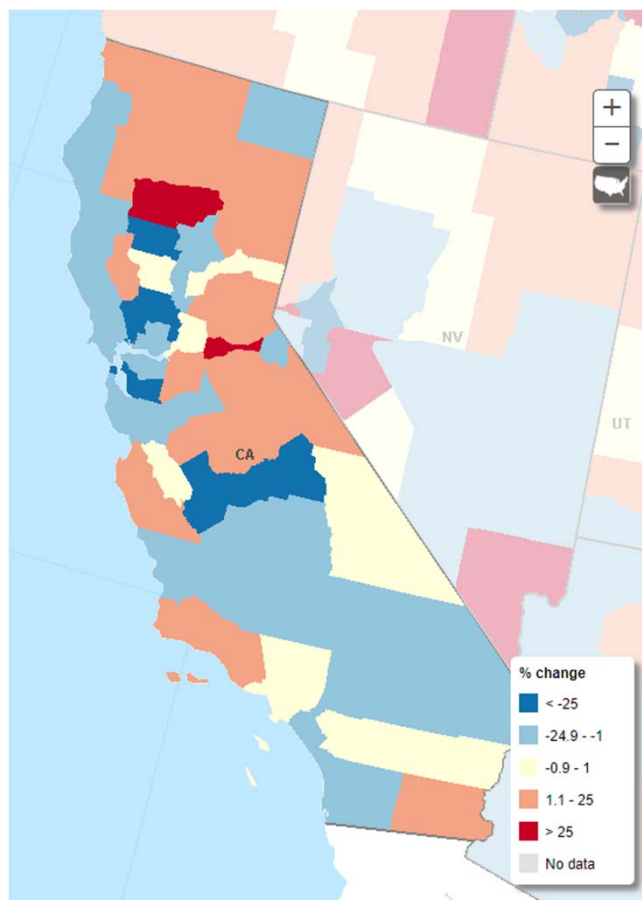 +
−
NV
UT
CA
% change
< -25
-24.9 - -1
-0.9 - 1
1.1 - 25
> 25
No data